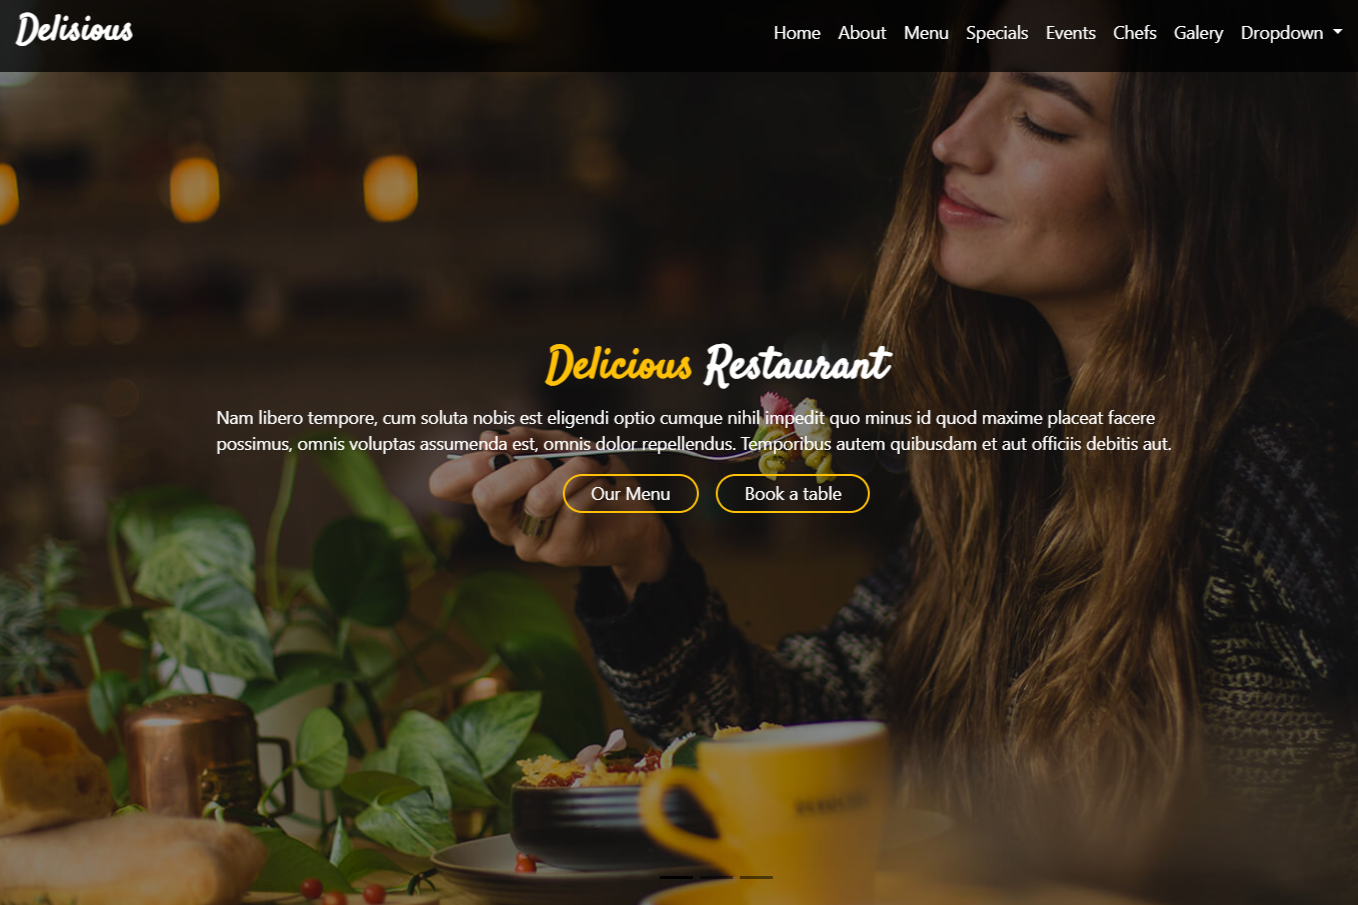 Delisious
Home About Menu Specials Events Chefs Galery Dropdown
Delicious Restaurant
Nam libero tempore, cum soluta nobis est eligendi optio cumque nihil impedit quo minus id quod maxime placeat facere
possimus, omnis voluptas assumenda est, omnis dolor repellendus. Temporibus autem quibusdam et aut officiis debitis aut.
Our Menu Book a table